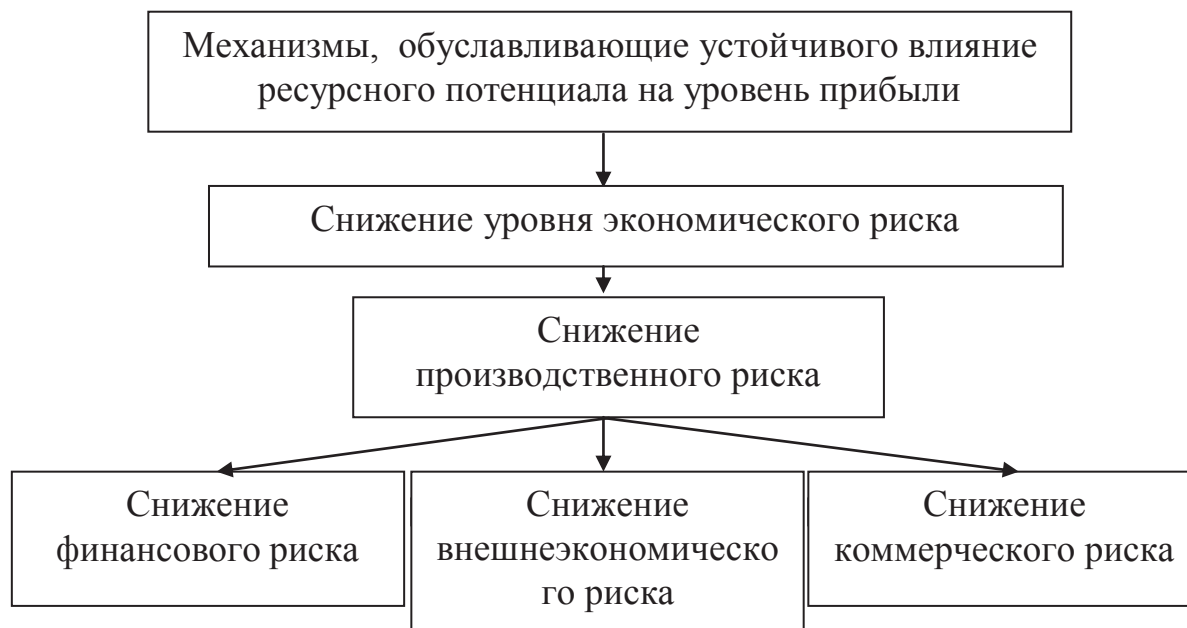 Механизмы,  обуславливающие устойчивого влияние
ресурсного потенциала на уровень прибыли
Снижение уровня экономического риска
Снижение
производственного риска
Снижение
финансового риска
Снижение
внешнеэкономическо
го риска
Снижение
коммерческого риска